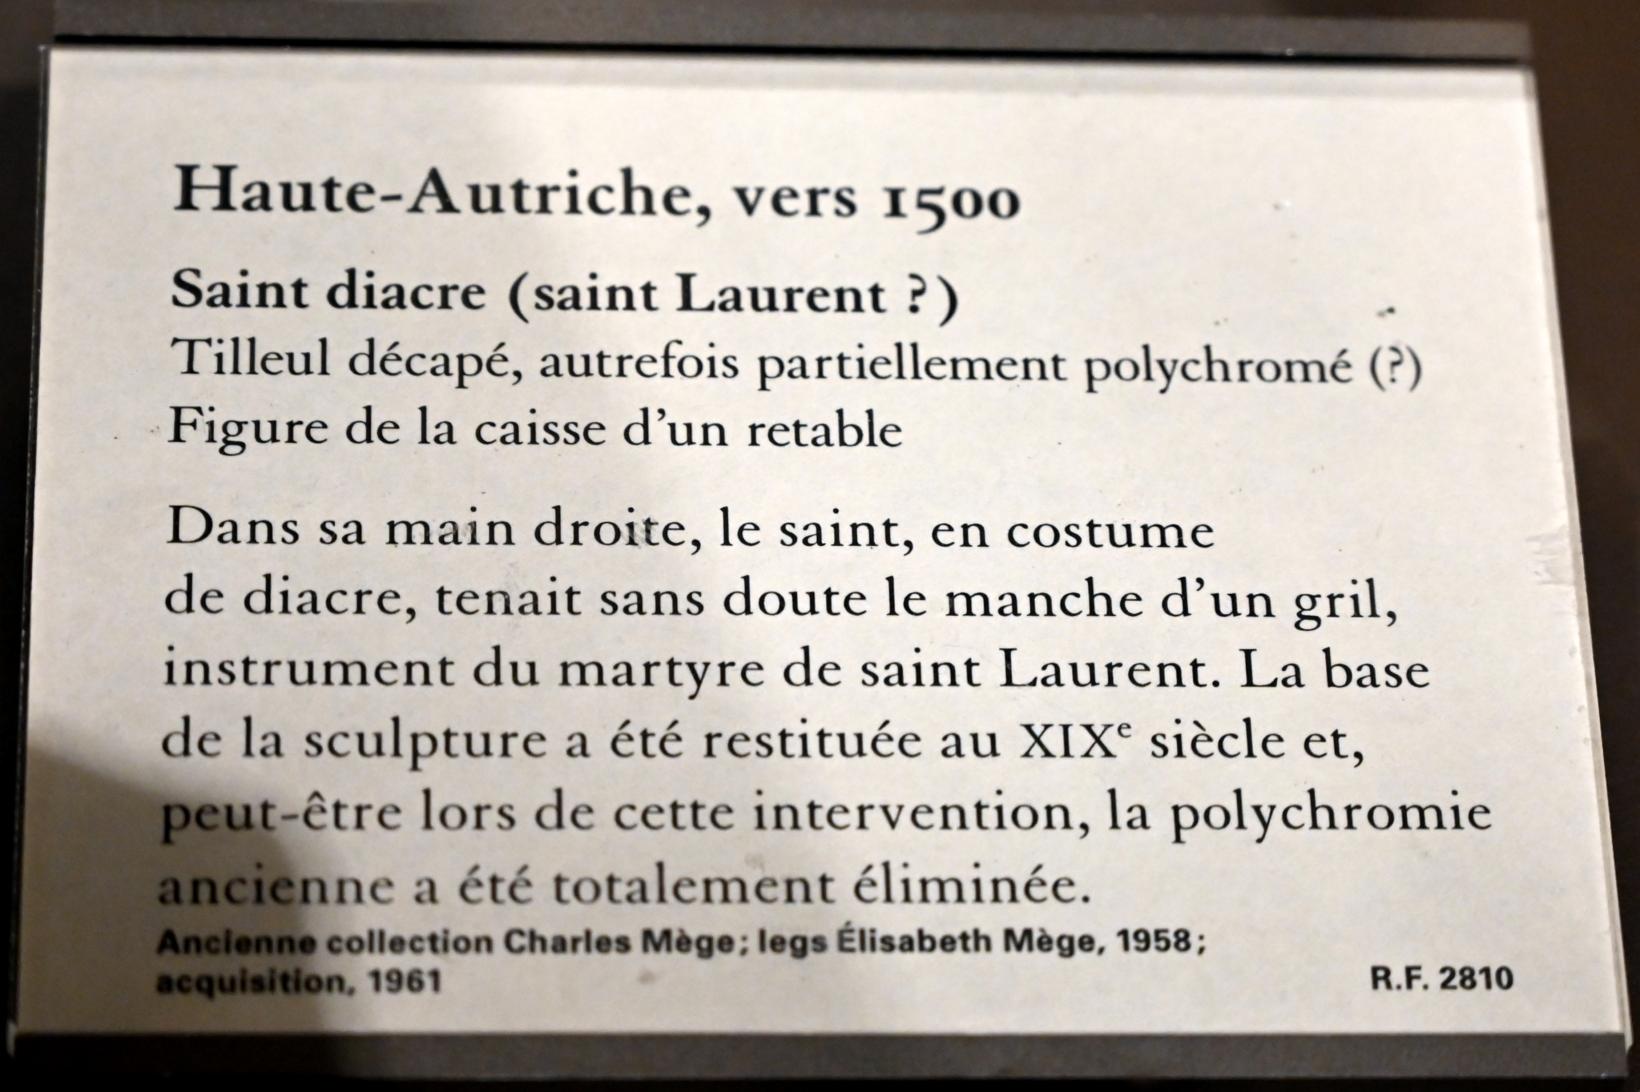 Haute-Autriche, vers 1500
Saint diacre (saint Laurent ?)
Tilleul décapé, autrefois partiellement polychromé (?)
Figure de la caisse d'un retable
Dans sa main droite, le saint, en costume
de diacre, tenait sans doute le manche d'un gril,
instrument du martyre de saint Laurent. La base
de la sculpture a été restituée au XIXe siècle et,
peut-être lors de cette intervention, la polychromie
ancienne a été totalement éliminée.
Ancienne collection Charles Mège; legs Élisabeth Mège, 1958;
acquisition, 1961 R.F. 2810